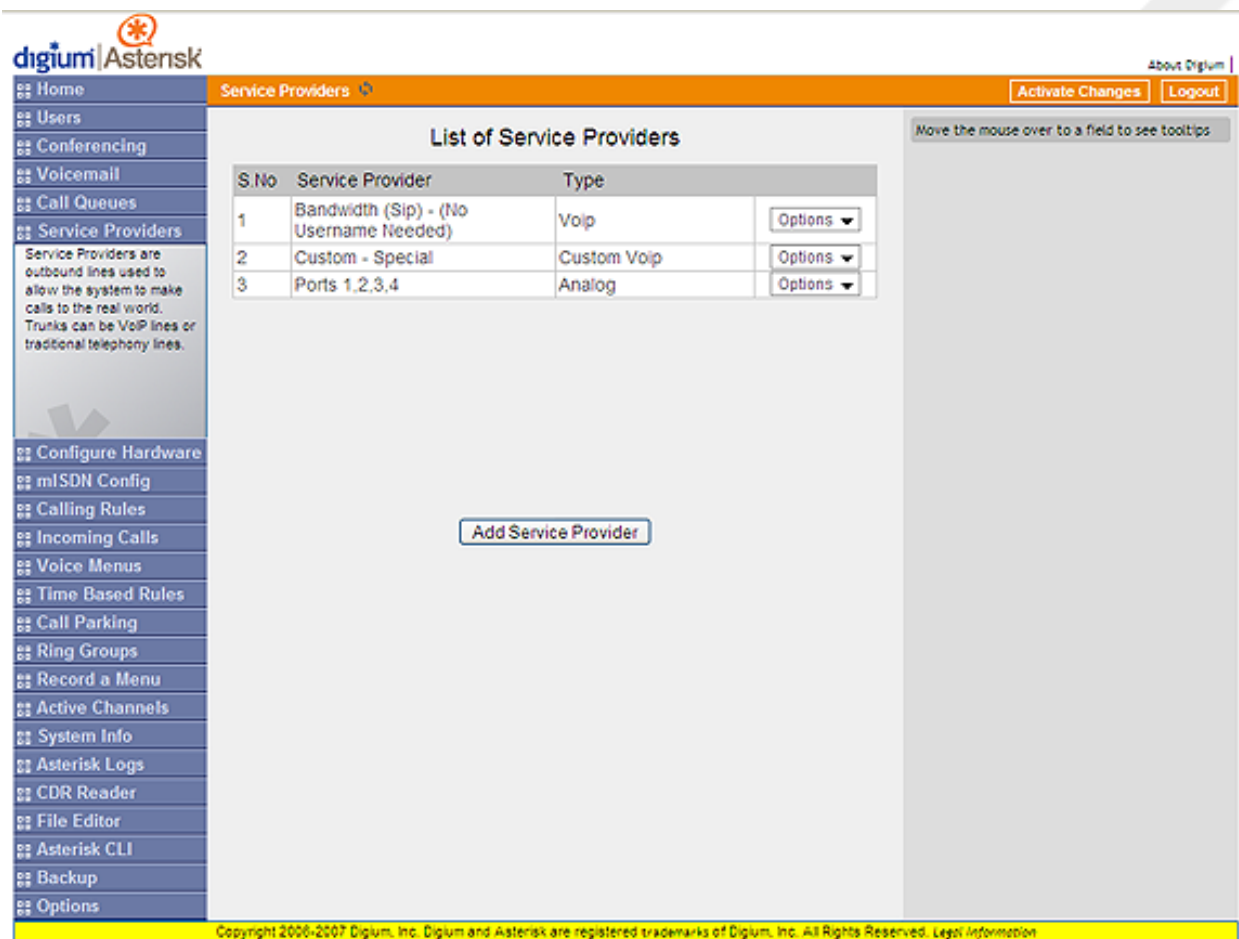 digium Asterisk
About Digium
Home
Service Providers
Activate Changes
Logout
Users
Conferencing
Voicemail
Call Queues
Service Providers
Service Providers are
outbound lines used to
allow the system to make
calls to the real world.
Trunks can be VoIP lines or
traditional telephony lines.
Configure Hardware
mISDN Config
Calling Rules
Incoming Calls
Voice Menus
Time Based Rules
Call Parking
Ring Groups
Record a Menu
Active Channels
System Info
Asterisk Logs
CDR Reader
File Editor
Asterisk CLI
Backup
Options
List of Service Providers
S.No Service Provider Type
1 Bandwidth (Sip) - (No
Username Needed) Voip Options
2 Custom - Special Custom Voip Options
3 Ports 1,2,3,4 Analog Options
Add Service Provider
Move the mouse over to a field to see tooltips
Copyright 2006-2007 Digium, Inc. Digium and Asterisk are registered trademarks of Digium, Inc. All Rights Reserved. Legal Information